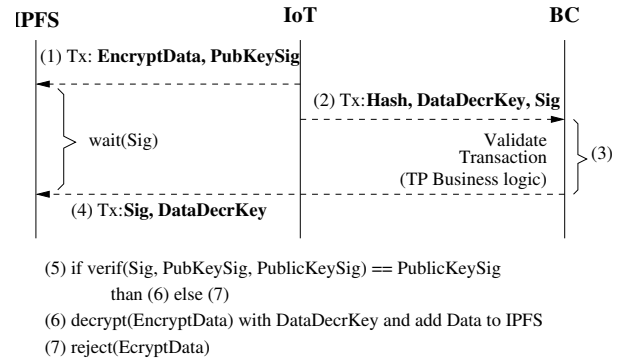 IPFS IoT BC
(1) Tx: EncryptData, PubKeySig
(2) Tx:Hash, DataDecrKey, Sig
wait(Sig)
Validate
Transaction
(TP Business logic)
(3)
(4) Tx:Sig, DataDecrKey
(5) if verif(Sig, PubKeySig, PublicKeySig) == PublicKeySig
than (6) else (7)
(6) decrypt(EncryptData) with DataDecrKey and add Data to IPFS
(7) reject(EcryptData)